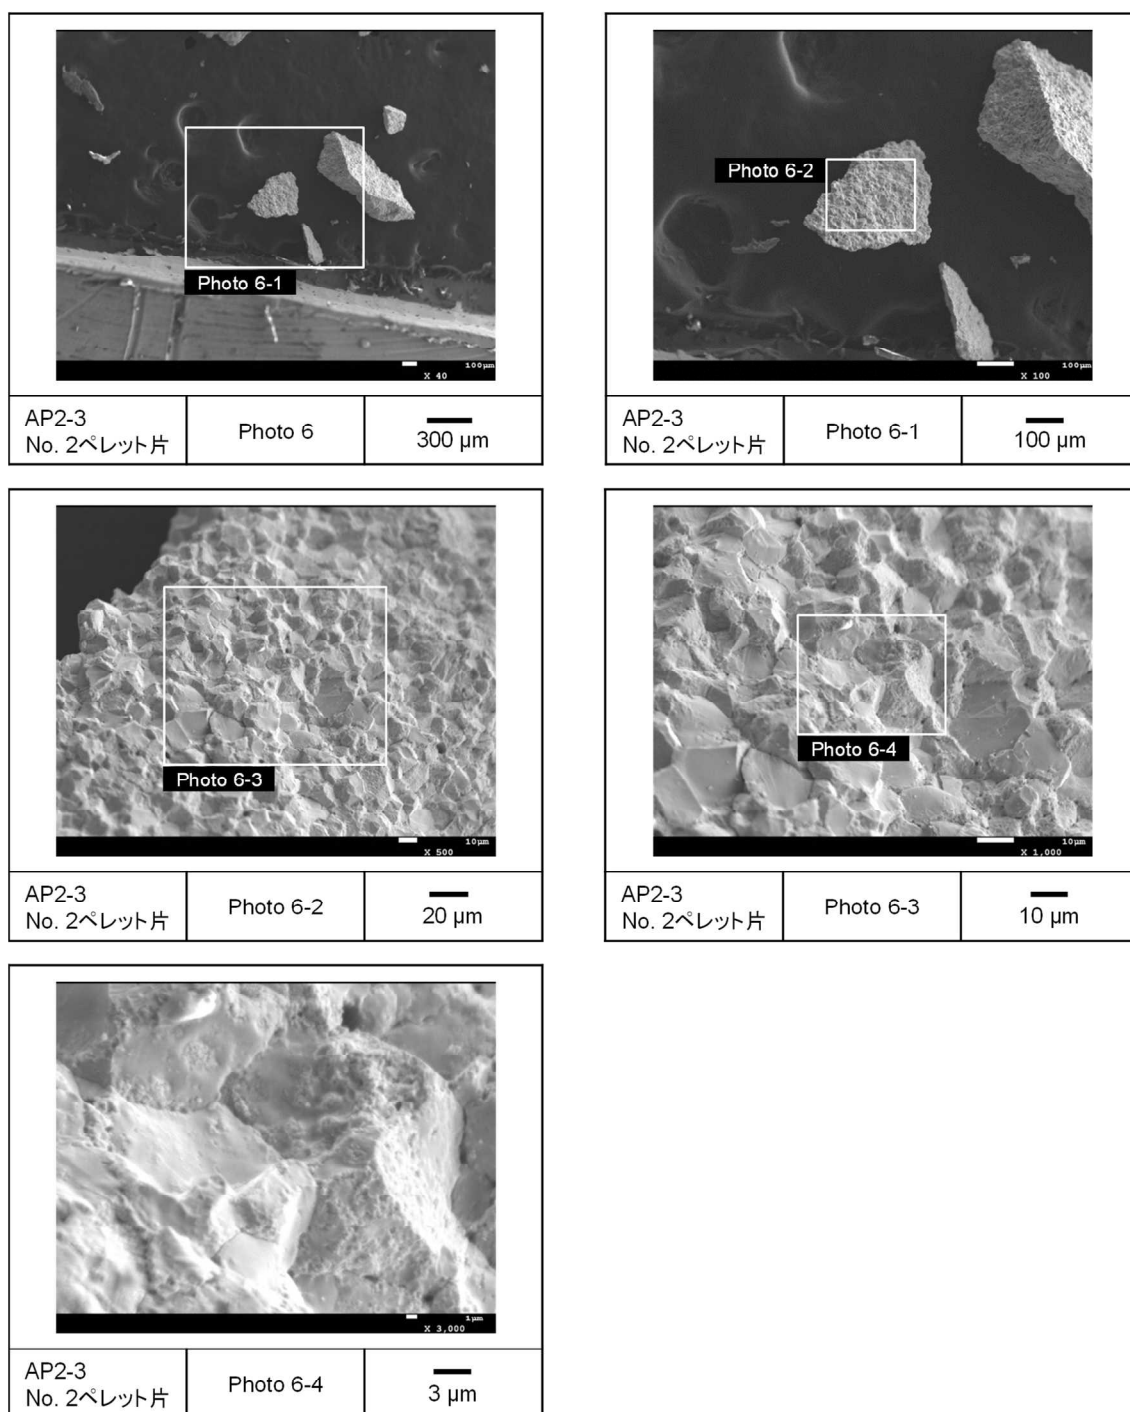 Photo 6-1
100μm
X 40
AP2-3
No. 2ペレット片
Photo 6
300 μm
Photo 6-2
100μm
X 100
AP2-3
No. 2ペレット片
Photo 6-1
100 μm
Photo 6-3
10μm
X 500
AP2-3
No. 2ペレット片
Photo 6-2
20 μm
Photo 6-4
10μm
X 1,000
AP2-3
No. 2ペレット片
Photo 6-3
10 μm
1μm
X 3,000
AP2-3
No. 2ペレット片
Photo 6-4
3 μm